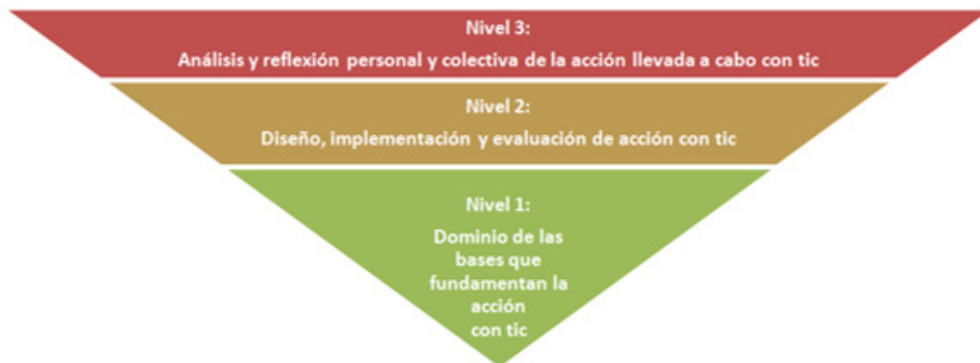 Nivel 3:
Análisis y reflexión personal y colectiva de la acción llevada a cabo con tic
Nivel 2:
Diseño, implementación y evaluación de acción con tic
Nivel 1:
Dominio de las
bases que
fundamentan la
acción
con tic